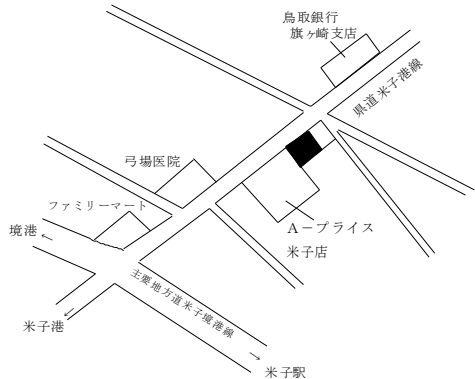 鳥取銀行
旗ヶ崎支店
県道米子港線
弓場医院
ファミリーマート
A－プライス
米子店
境港
←
主要地方道米子境港線
米子港
←
→
米子駅